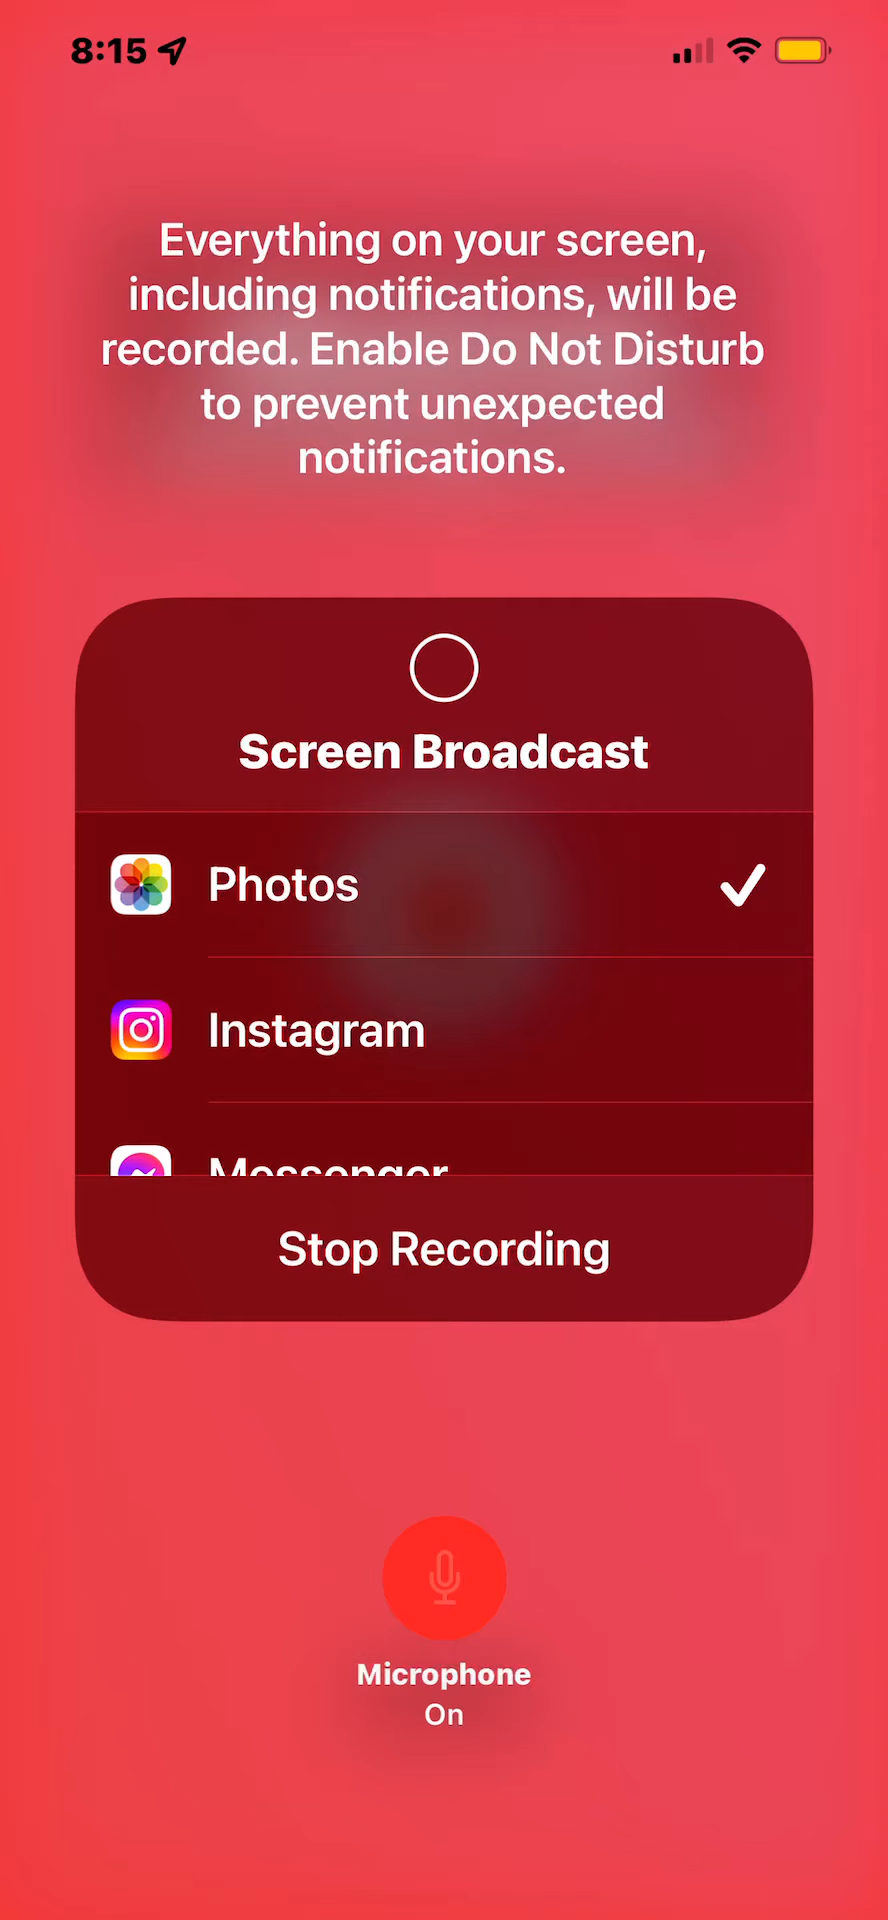 8:15
Everything on your screen,
including notifications, will be
recorded. Enable Do Not Disturb
to prevent unexpected
notifications.
Screen Broadcast
Photos
Instagram
Messenger
Stop Recording
Microphone
On